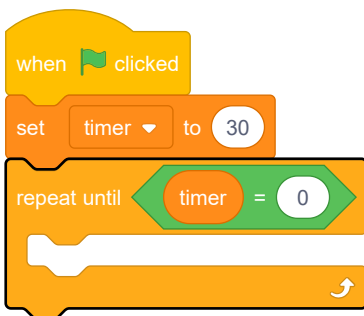 when clicked
set timer to 30
repeat until timer = 0